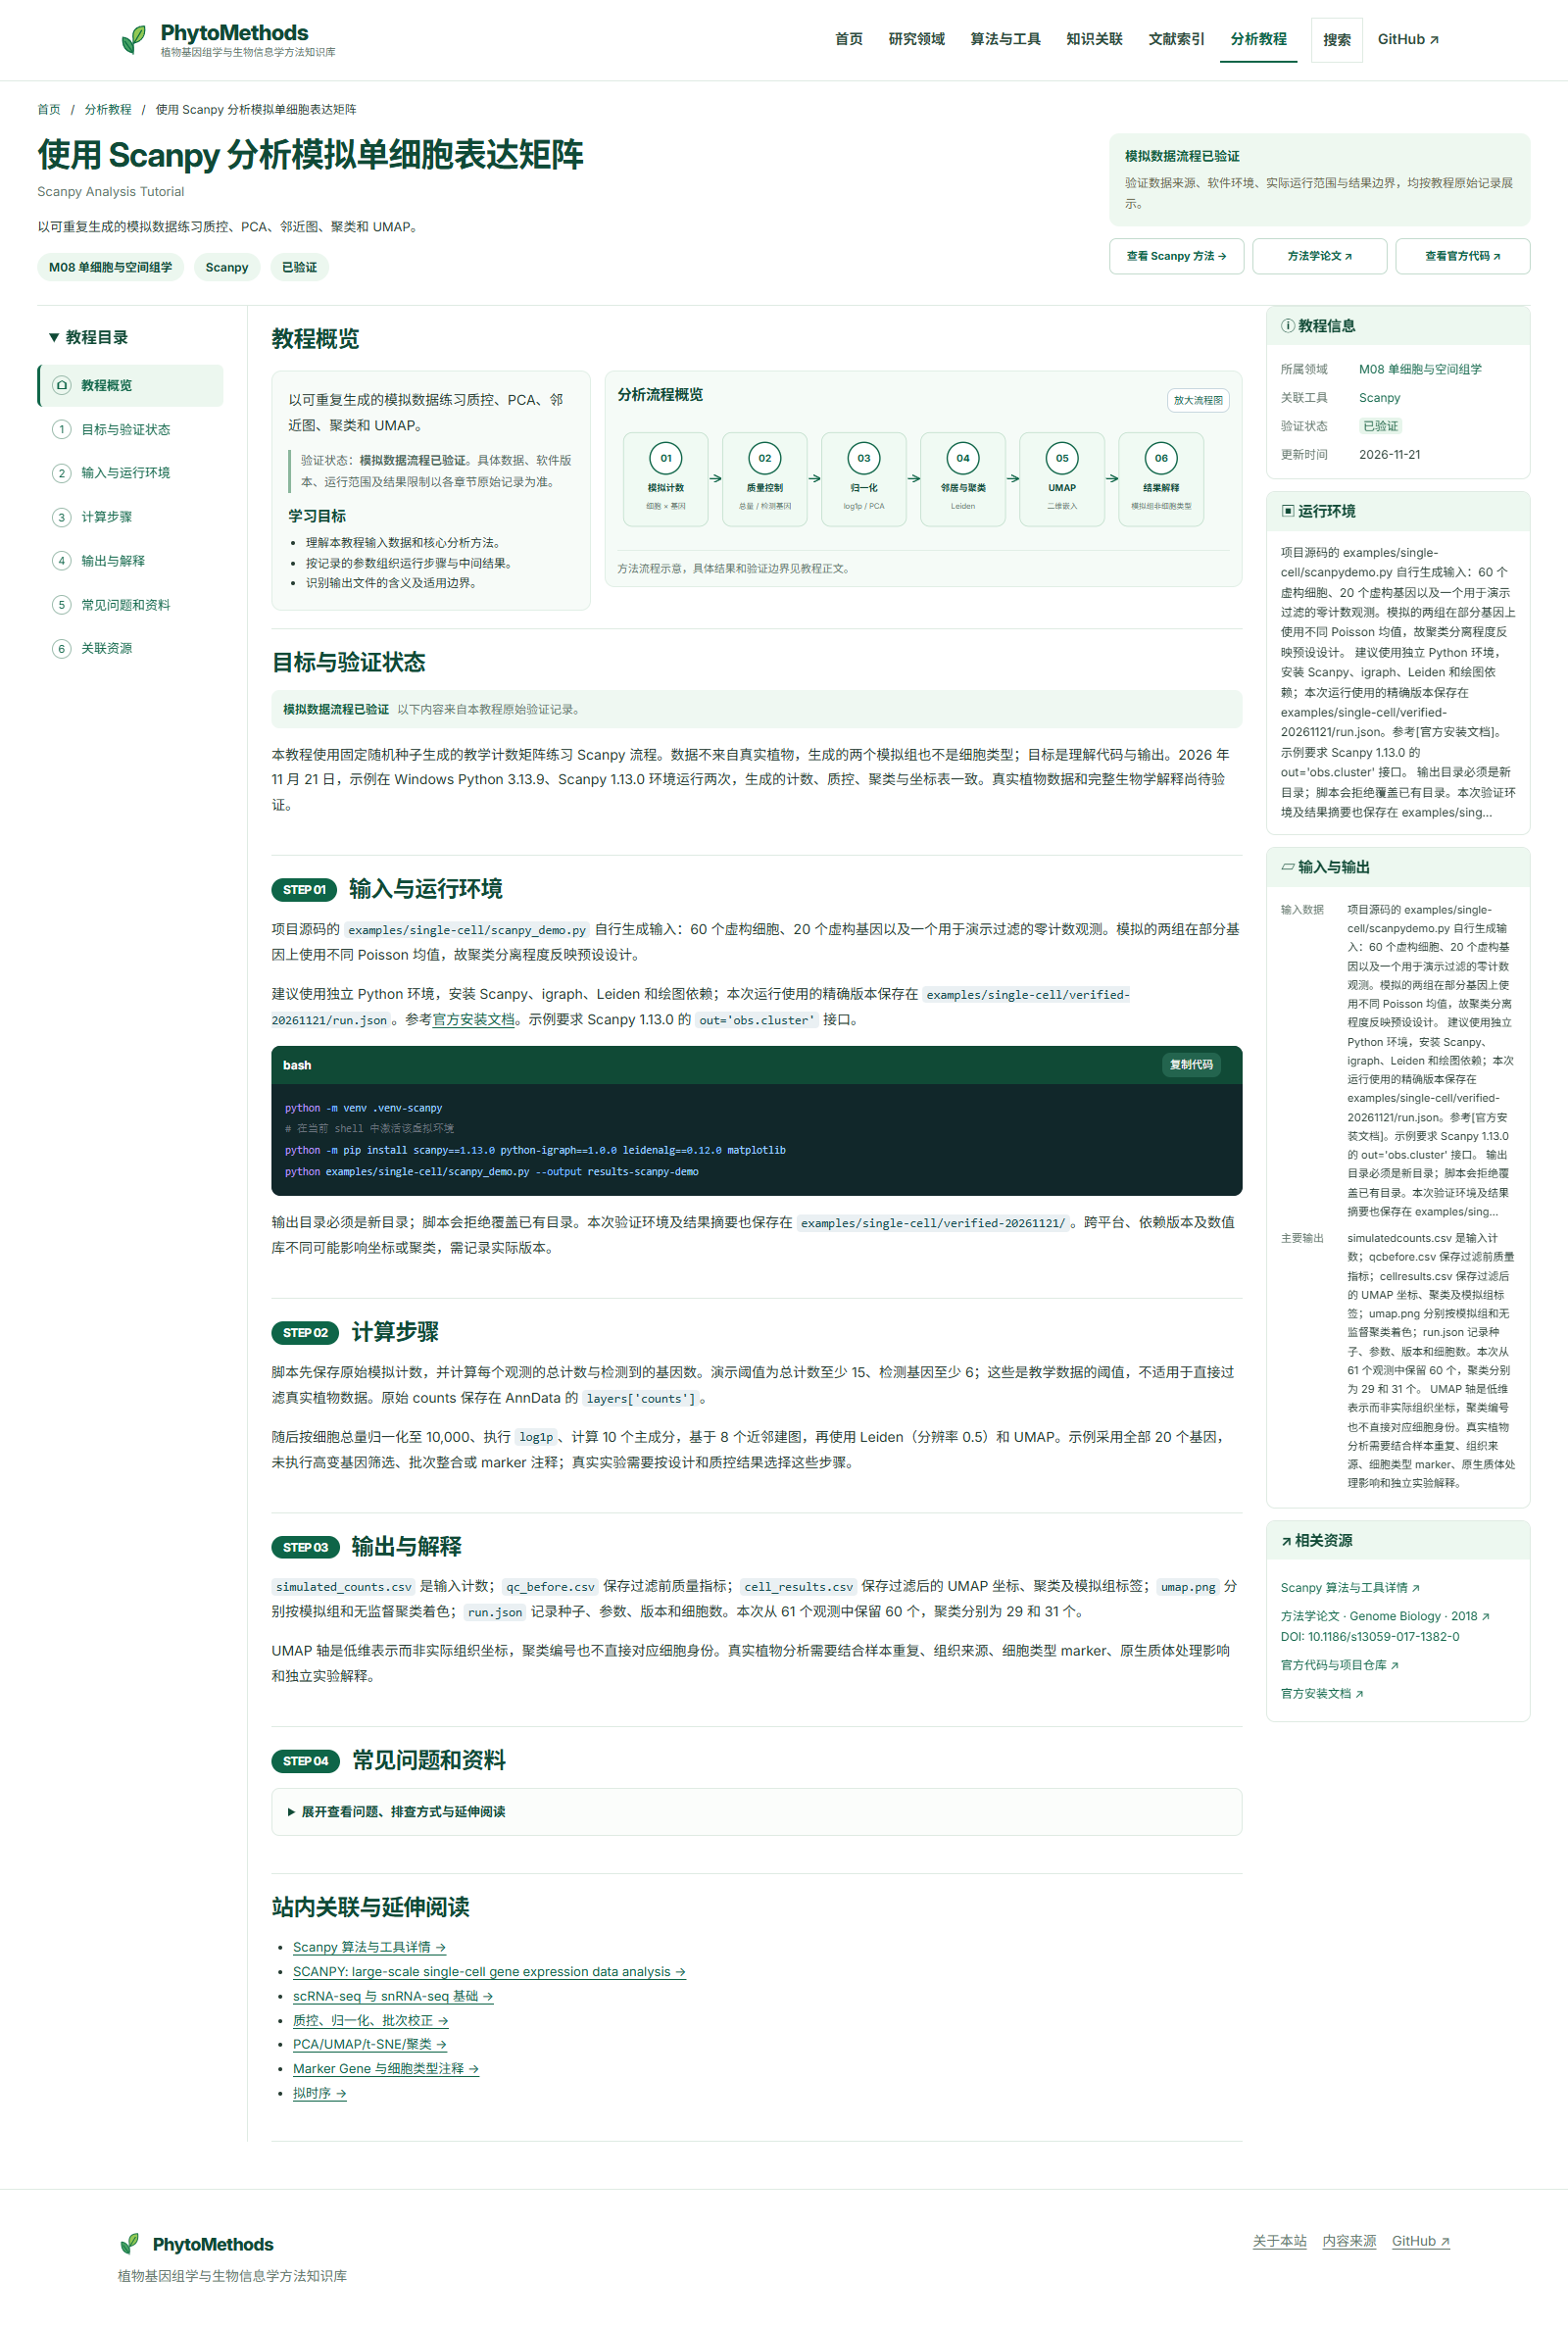 PhytoMethods
植物基因组学与生物信息学方法知识库
首页 研究领域 算法与工具 知识关联 文献索引 分析教程 搜索 GitHub ↗
首页 / 分析教程 / 使用 Scanpy 分析模拟单细胞表达矩阵
使用 Scanpy 分析模拟单细胞表达矩阵
Scanpy Analysis Tutorial
以可重复生成的模拟数据练习质控、PCA、邻近图、聚类和 UMAP。
M08 单细胞与空间组学 Scanpy 已验证
模拟数据流程已验证
验证数据来源、软件环境、实际运行范围与结果边界，均按教程原始记录展
示。
查看 Scanpy 方法 → 方法学论文 ↗ 查看官方代码 ↗
▼ 教程目录
教程概览
1 目标与验证状态
2 输入与运行环境
3 计算步骤
4 输出与解释
5 常见问题和资料
6 关联资源
教程概览
以可重复生成的模拟数据练习质控、PCA、邻
近图、聚类和 UMAP。
验证状态：模拟数据流程已验证。具体数据、软件版
本、运行范围及结果限制以各章节原始记录为准。
学习目标
• 理解本教程输入数据和核心分析方法。
• 按记录的参数组织运行步骤与中间结果。
• 识别输出文件的含义及适用边界。
分析流程概览
放大流程图
01 → 02 → 03 → 04 → 05 → 06
模拟计数 质量控制 归一化 邻居与聚类 UMAP 结果解释
细胞 × 基因 总量 / 检测基因 log1p / PCA Leiden 二维嵌入 模拟组非细胞类型
方法流程示意，具体结果和验证边界见教程正文。
目标与验证状态
模拟数据流程已验证 以下内容来自本教程原始验证记录。
本教程使用固定随机种子生成的教学计数矩阵练习 Scanpy 流程。数据不来自真实植物，生成的两个模拟组也不是细胞类型；目标是理解代码与输出。2026 年
11 月 21 日，示例在 Windows Python 3.13.9、Scanpy 1.13.0 环境运行两次，生成的计数、质控、聚类与坐标表一致。真实植物数据和完整生物学解释尚待验
证。
STEP 01 输入与运行环境
项目源码的 examples/single-cell/scanpy_demo.py 自行生成输入：60 个虚构细胞、20 个虚构基因以及一个用于演示过滤的零计数观测。模拟的两组在部分基
因上使用不同 Poisson 均值，故聚类分离程度反映预设设计。
建议使用独立 Python 环境，安装 Scanpy、igraph、Leiden 和绘图依赖；本次运行使用的精确版本保存在 examples/single-cell/verified-
20261121/run.json 。参考官方安装文档。示例要求 Scanpy 1.13.0 的 out='obs.cluster' 接口。
bash 复制代码
python -m venv .venv-scanpy
# 在当前 shell 中激活该虚拟环境
python -m pip install scanpy==1.13.0 python-igraph==1.0.0 leidenalg==0.12.0 matplotlib
python examples/single-cell/scanpy_demo.py --output results-scanpy-demo
输出目录必须是新目录；脚本会拒绝覆盖已有目录。本次验证环境及结果摘要也保存在 examples/single-cell/verified-20261121/ 。跨平台、依赖版本及数值
库不同可能影响坐标或聚类，需记录实际版本。
STEP 02 计算步骤
脚本先保存原始模拟计数，并计算每个观测的总计数与检测到的基因数。演示阈值为总计数至少 15、检测基因至少 6；这些是教学数据的阈值，不适用于直接过
滤真实植物数据。原始 counts 保存在 AnnData 的 layers['counts'] 。
随后按细胞总量归一化至 10,000、执行 log1p 、计算 10 个主成分，基于 8 个近邻建图，再使用 Leiden（分辨率 0.5）和 UMAP。示例采用全部 20 个基因，
未执行高变基因筛选、批次整合或 marker 注释；真实实验需要按设计和质控结果选择这些步骤。
STEP 03 输出与解释
simulated_counts.csv 是输入计数；qc_before.csv 保存过滤前质量指标；cell_results.csv 保存过滤后的 UMAP 坐标、聚类及模拟组标签；umap.png 分
别按模拟组和无监督聚类着色；run.json 记录种子、参数、版本和细胞数。本次从 61 个观测中保留 60 个，聚类分别为 29 和 31 个。
UMAP 轴是低维表示而非实际组织坐标，聚类编号也不直接对应细胞身份。真实植物分析需要结合样本重复、组织来源、细胞类型 marker、原生质体处理影响
和独立实验解释。
STEP 04 常见问题和资料
▶ 展开查看问题、排查方式与延伸阅读
站内关联与延伸阅读
• Scanpy 算法与工具详情 →
• SCANPY: large-scale single-cell gene expression data analysis →
• scRNA-seq 与 snRNA-seq 基础 →
• 质控、归一化、批次校正 →
• PCA/UMAP/t-SNE/聚类 →
• Marker Gene 与细胞类型注释 →
• 拟时序 →
ⓘ 教程信息
所属领域 M08 单细胞与空间组学
关联工具 Scanpy
验证状态 已验证
更新时间 2026-11-21
▣ 运行环境
项目源码的 examples/single-
cell/scanpydemo.py 自行生成输入：60 个
虚构细胞、20 个虚构基因以及一个用于演示
过滤的零计数观测。模拟的两组在部分基因上
使用不同 Poisson 均值，故聚类分离程度反
映预设设计。 建议使用独立 Python 环境，
安装 Scanpy、igraph、Leiden 和绘图依
赖；本次运行使用的精确版本保存在
examples/single-cell/verified-
20261121/run.json。参考[官方安装文档]。
示例要求 Scanpy 1.13.0 的
out='obs.cluster' 接口。 输出目录必须是新
目录；脚本会拒绝覆盖已有目录。本次验证环
境及结果摘要也保存在 examples/sing...
▱ 输入与输出
输入数据 项目源码的 examples/single-
cell/scanpydemo.py 自行生成输
入：60 个虚构细胞、20 个虚构基
因以及一个用于演示过滤的零计数
观测。模拟的两组在部分基因上使
用不同 Poisson 均值，故聚类分离
程度反映预设设计。 建议使用独立
Python 环境，安装 Scanpy、
igraph、Leiden 和绘图依赖；本次
运行使用的精确版本保存在
examples/single-cell/verified-
20261121/run.json。参考[官方安
装文档]。示例要求 Scanpy 1.13.0
的 out='obs.cluster' 接口。 输出
目录必须是新目录；脚本会拒绝覆
盖已有目录。本次验证环境及结果
摘要也保存在 examples/sing...
主要输出 simulatedcounts.csv 是输入计
数；qcbefore.csv 保存过滤前质量
指标；cellresults.csv 保存过滤后
的 UMAP 坐标、聚类及模拟组标
签；umap.png 分别按模拟组和无
监督聚类着色；run.json 记录种
子、参数、版本和细胞数。本次从
61 个观测中保留 60 个，聚类分别
为 29 和 31 个。 UMAP 轴是低维
表示而非实际组织坐标，聚类编号
也不直接对应细胞身份。真实植物
分析需要结合样本重复、组织来
源、细胞类型 marker、原生质体处
理影响和独立实验解释。
↗ 相关资源
Scanpy 算法与工具详情 ↗
方法学论文 · Genome Biology · 2018 ↗
DOI: 10.1186/s13059-017-1382-0
官方代码与项目仓库 ↗
官方安装文档 ↗
PhytoMethods
植物基因组学与生物信息学方法知识库
关于本站 内容来源 GitHub ↗